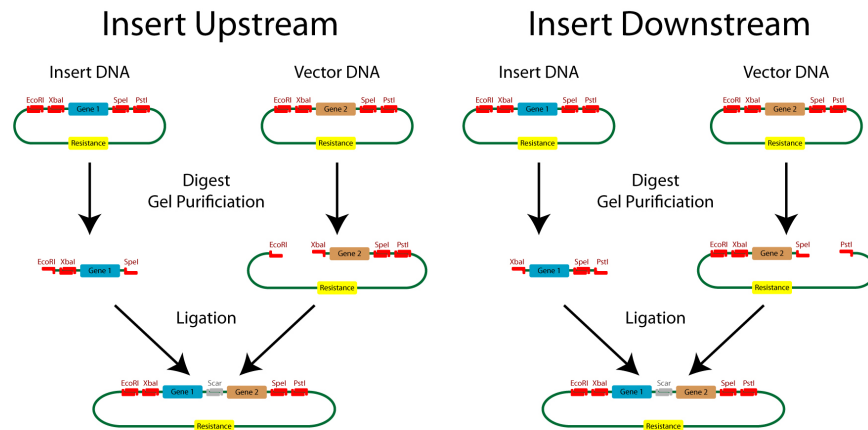 Insert Upstream
Insert Downstream
Insert DNA
Vector DNA
Insert DNA
Vector DNA
EcoRI XbaI Gene 1 SpeI PstI
EcoRI XbaI Gene 2 SpeI PstI
EcoRI XbaI Gene 1 SpeI PstI
EcoRI XbaI Gene 2 SpeI PstI
Resistance
Resistance
Resistance
Resistance
Digest
Gel Purificiation
Digest
Gel Purificiation
EcoRI XbaI Gene 1 SpeI
EcoRI XbaI Gene 2 SpeI PstI
XbaI Gene 1 SpeI PstI
EcoRI XbaI Gene 2 SpeI PstI
Resistance
Resistance
Ligation
Ligation
EcoRI XbaI Gene 1 Scar Gene 2 SpeI PstI
EcoRI XbaI Gene 1 Scar Gene 2 SpeI PstI
Resistance
Resistance